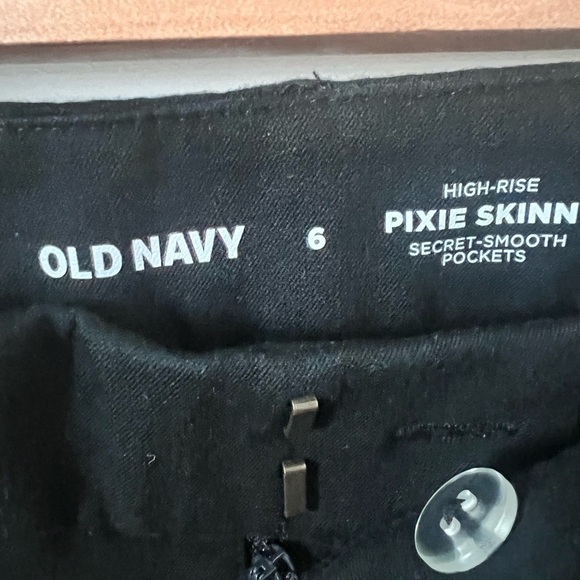 OLD NAVY
6
HIGH-RISE
PIXIE SKINN
SECRET-SMOOTH
POCKETS